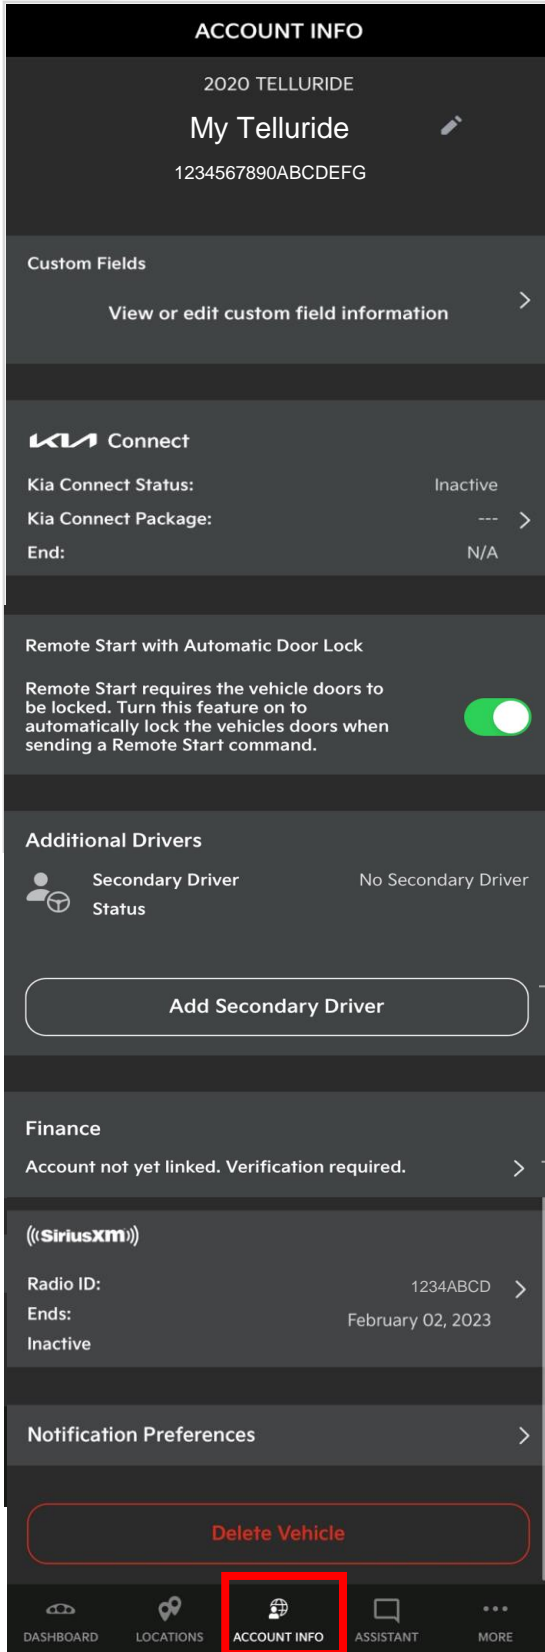 ACCOUNT INFO
2020 TELLURIDE
My Telluride
1234567890ABCDEFG
Custom Fields
View or edit custom field information
KIA Connect
Kia Connect Status: Inactive
Kia Connect Package: ---
End: N/A
Remote Start with Automatic Door Lock
Remote Start requires the vehicle doors to
be locked. Turn this feature on to
automatically lock the vehicles doors when
sending a Remote Start command.
Additional Drivers
Secondary Driver No Secondary Driver
Status
Add Secondary Driver
Finance
Account not yet linked. Verification required.
(((SiriusXM)))
Radio ID: 1234ABCD
Ends: February 02, 2023
Inactive
Notification Preferences
Delete Vehicle
DASHBOARD LOCATIONS ACCOUNT INFO ASSISTANT MORE